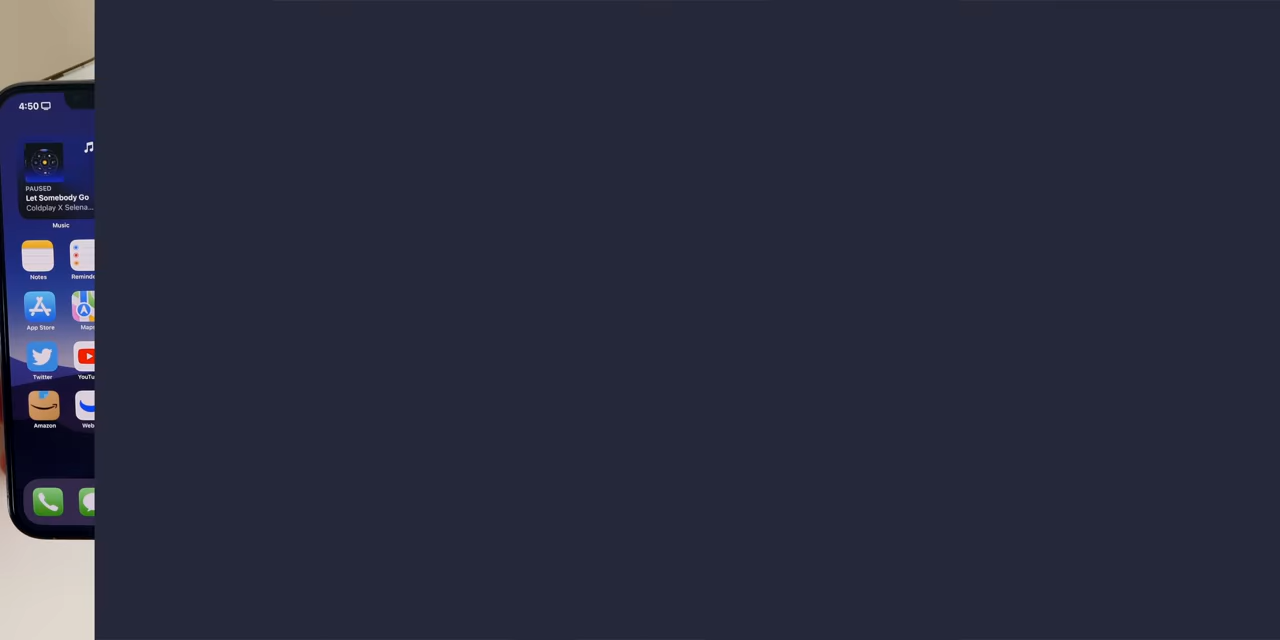 4:50
PAUSED
Let Somebody Go
Coldplay X Selena...
Music
Notes
App Store
Twitter
Amazon